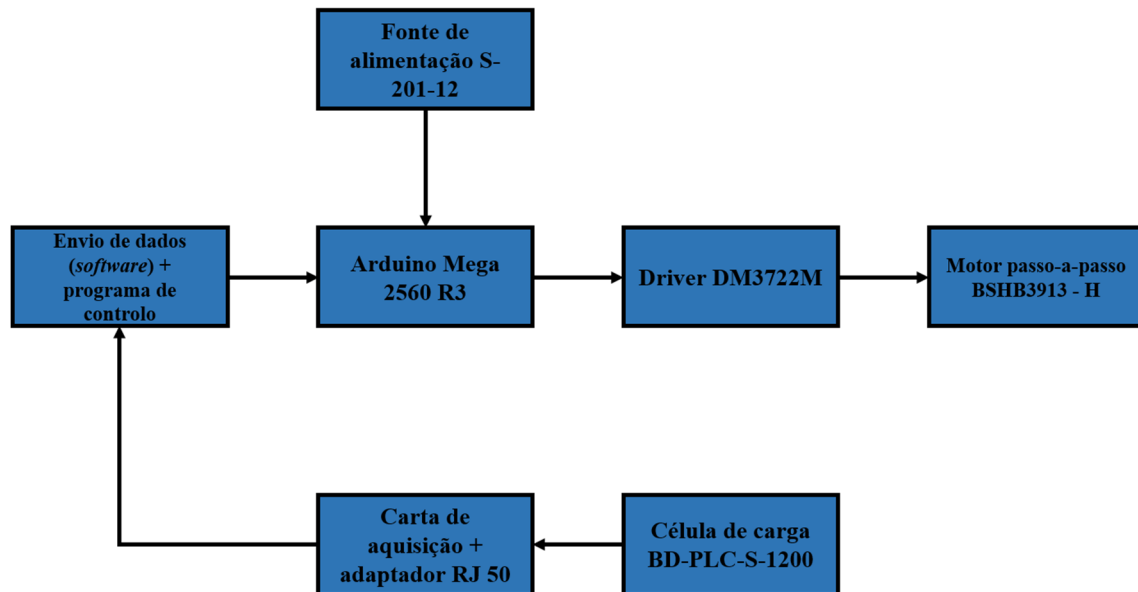 Fonte de
alimentação S-
201-12
Envio de dados
(software) +
programa de
controlo
Arduino Mega
2560 R3
Driver DM3722M
Motor passo-a-passo
BSHB3913 - H
Carta de
aquisição +
adaptador RJ 50
Célula de carga
BD-PLC-S-1200